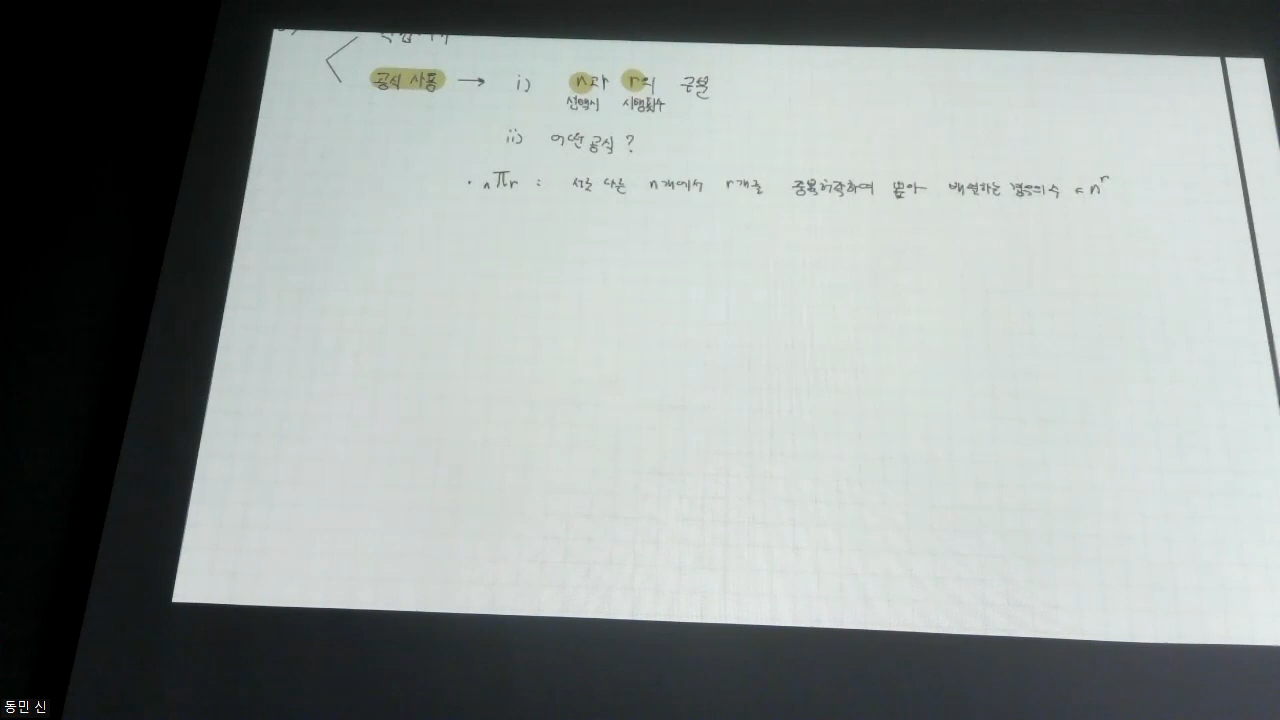 공식 사용 → i) n과 r의 구분
선택지 시행횟수
ii) 어떤 공식?
· nπr : 서로 다른 n개에서 r개를 중복허락하여 뽑아 배열하는 경우의 수 = n^r
동민 신